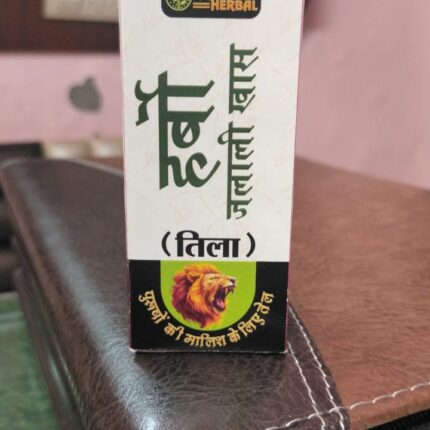 HERBAL
हर्बो
जलाली खास
(तिला)
पुरुषों की मालिश के लिए तेल